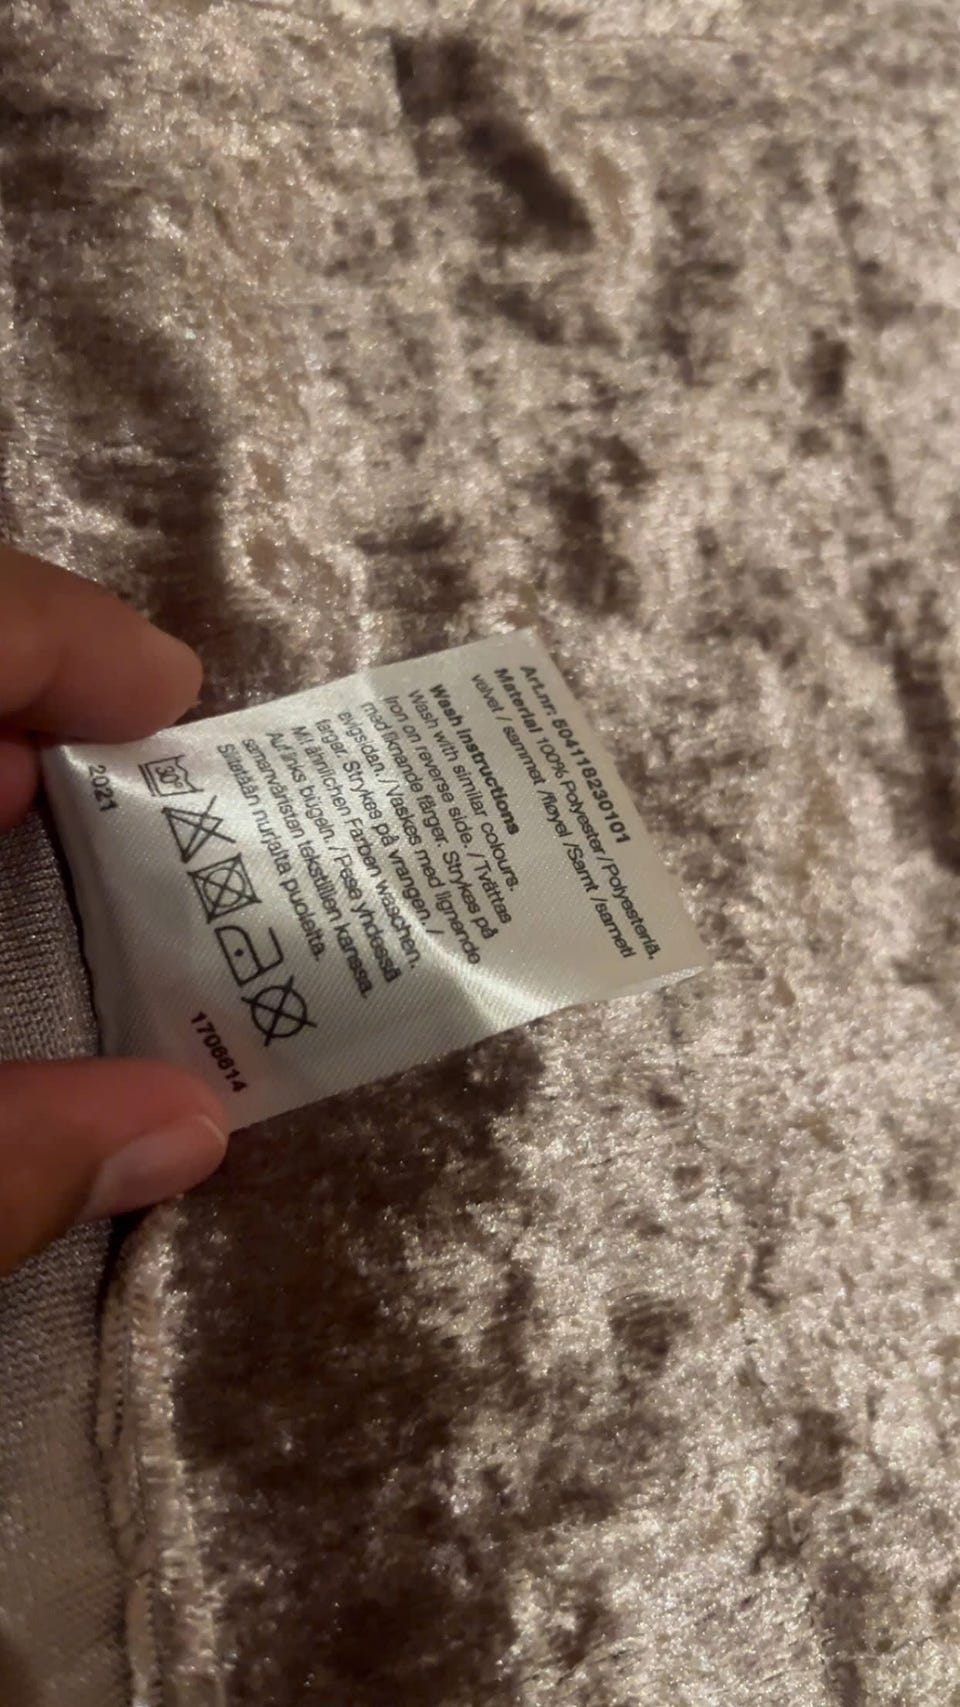 Art.nr. 504118230101
Material 100% Polyester / Polyesteriä.
velvet / sammet /fløyel /Samt /sametti
Wash Instructions
Wash with similar colours.
Iron on reverse side. / Tvättas
med liknande färger. Strykes på
avigsidan. / Vaskes med lignende
farger. Strykes på vrangen. /
Mit ähnlichen Farben waschen.
Auf links bügeln. / Pese yhdessä
samanväristen tekstiilien kanssa.
Silitetään nurjalta puolelta.
30°
2021
1706614